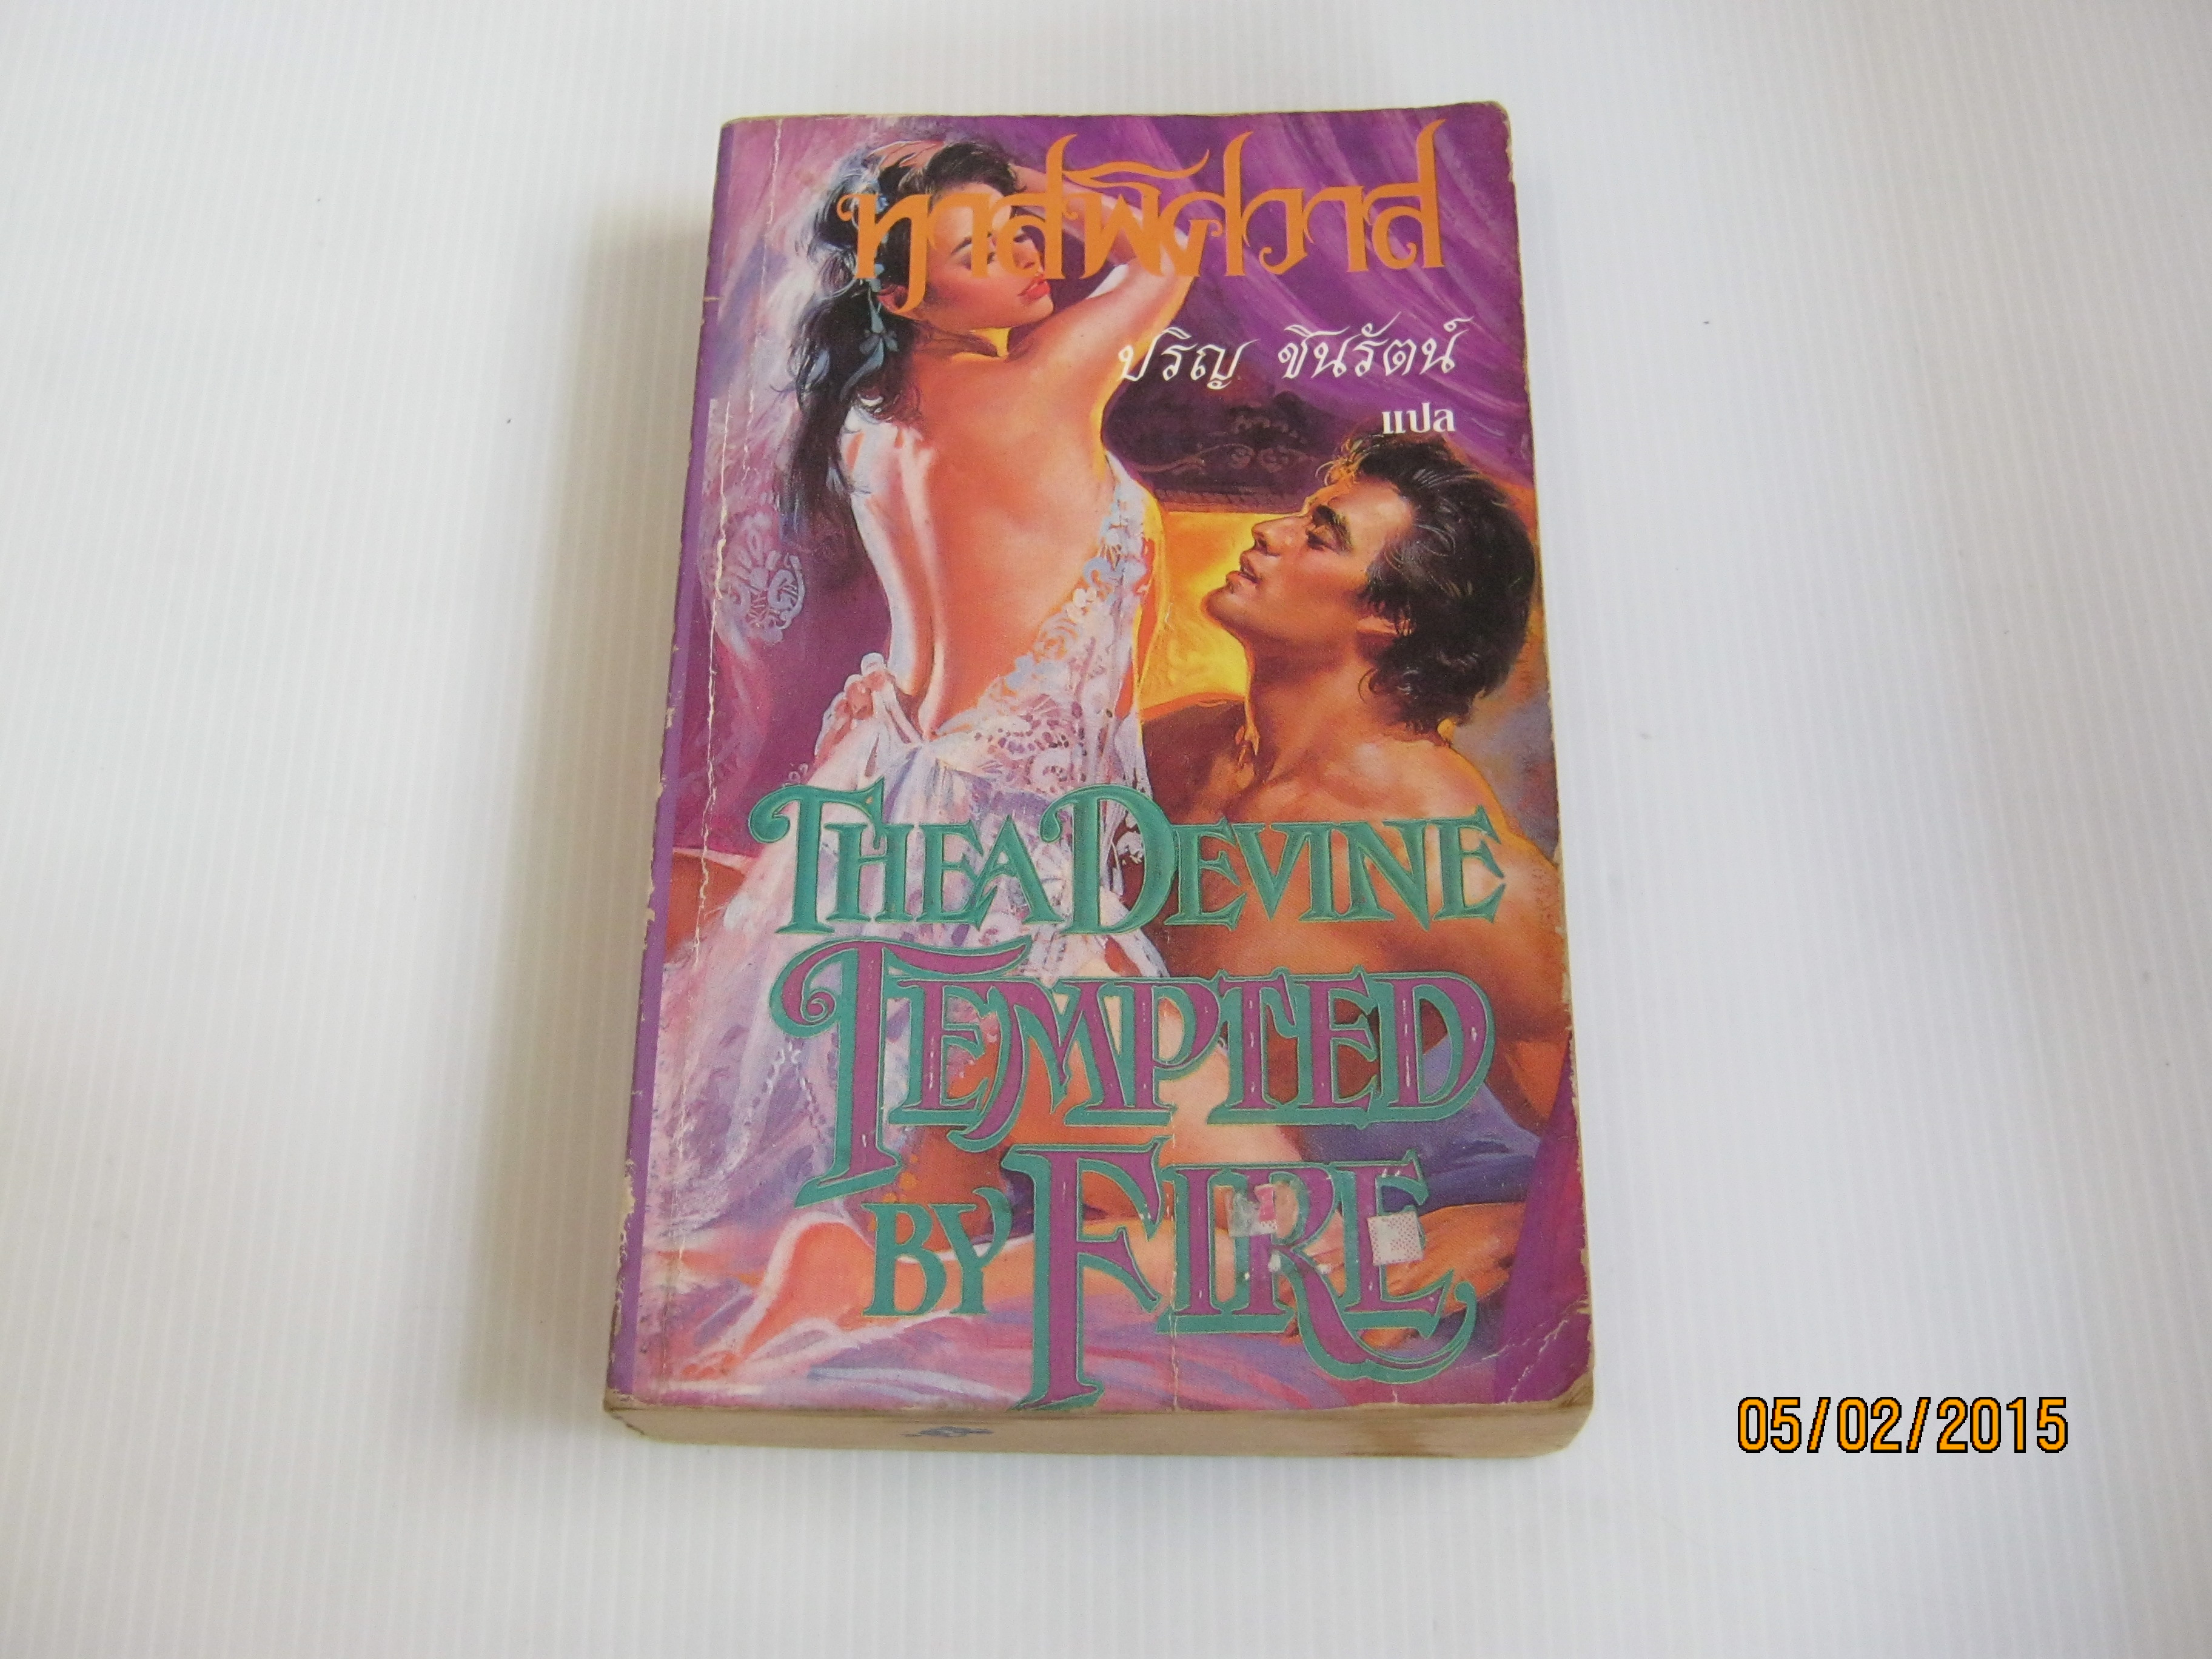 ทาสพิศวาส
ปริญ ชินรัตน์
แปล
THEA DEVINE
TEMPTED
BY FIRE
05/02/2015